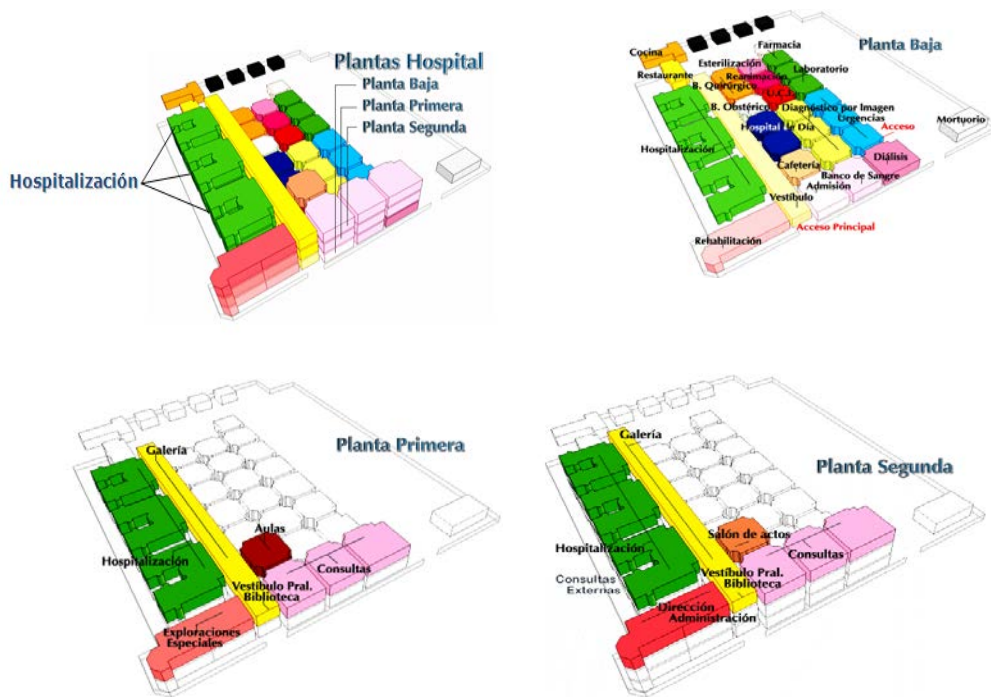 Plantas Hospital
Planta Baja
Planta Primera
Planta Segunda
Hospitalización
Planta Baja
Farmacia
Cocina
Esterilización
Laboratorio
Restaurante
Reanimación
B. Quirúrgico
U.C.I.
B. Obstérico
Diagnóstico por Imagen
Urgencias
Hospital de Día
Acceso
Mortuorio
Hospitalización
Cafetería
Diálisis
Banco de Sangre
Admisión
Vestíbulo
Acceso Principal
Rehabilitación
Planta Primera
Galería
Aulas
Hospitalización
Consultas
Vestíbulo Pral.
Biblioteca
Exploraciones
Especiales
Planta Segunda
Galería
Salón de actos
Hospitalización
Consultas
Consultas
Externas
Vestíbulo Pral.
Biblioteca
Dirección
Administración